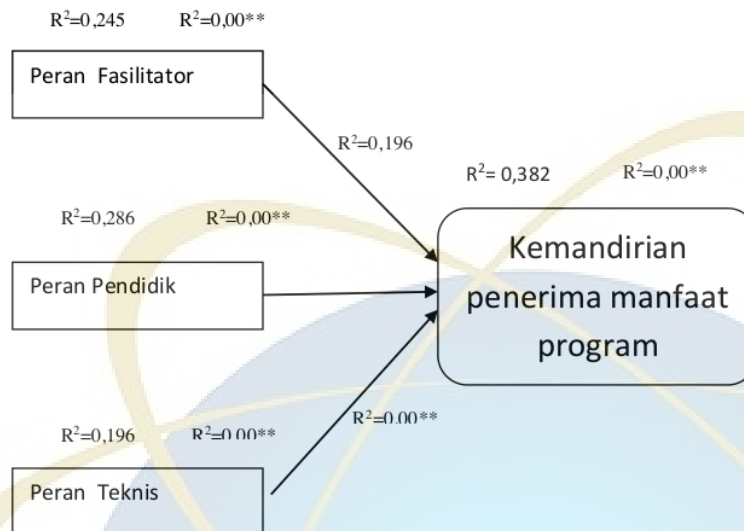 R²=0,245 R²=0,00**
Peran Fasilitator
R²=0,196
R²= 0,382 R²=0,00**
R²=0,286 R²=0,00**
Kemandirian
penerima manfaat
program
Peran Pendidik
R²=0.00**
R²=0,196 R²=0.00**
Peran Teknis